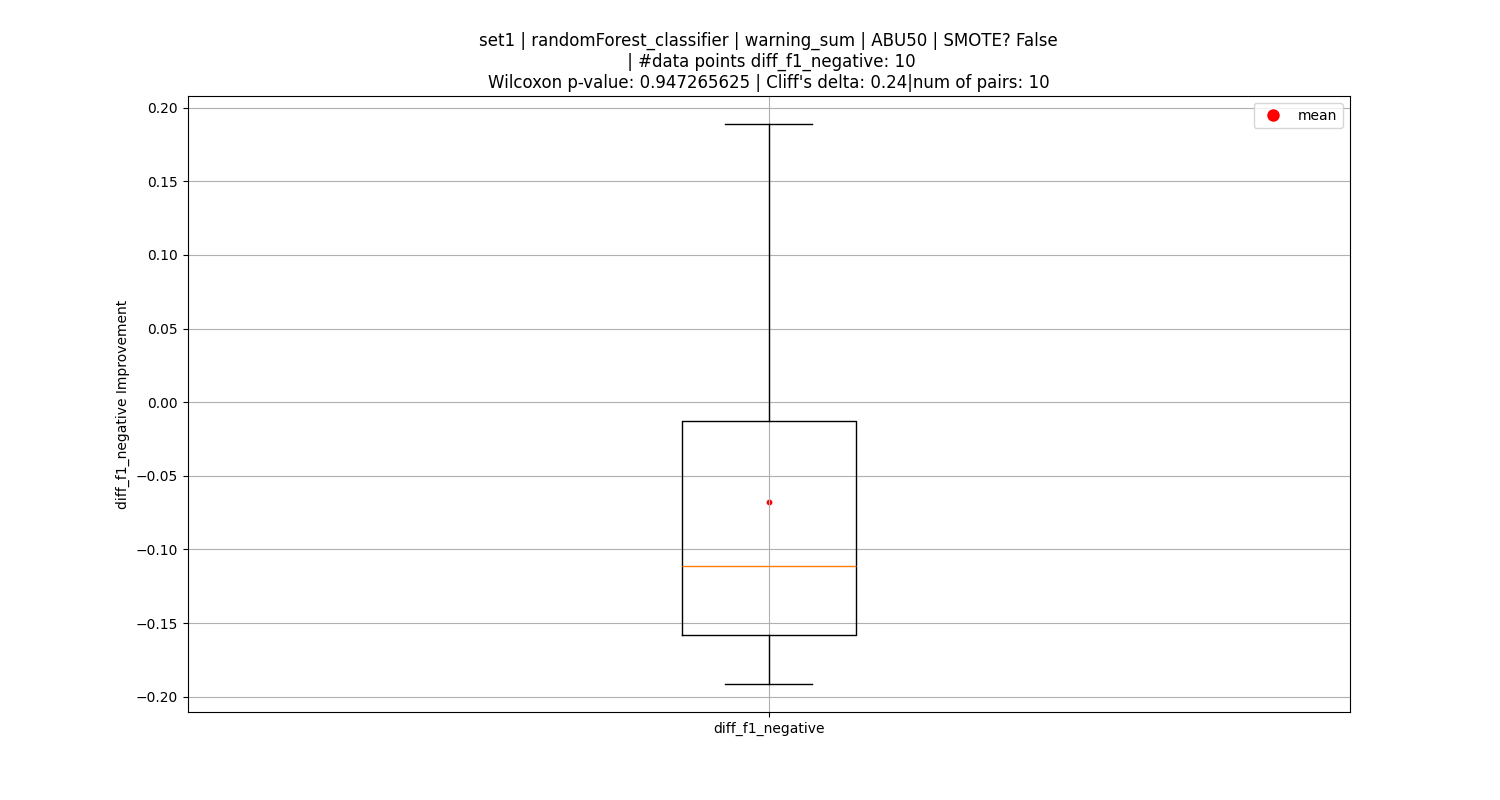 set1 | randomForest_classifier | warning_sum | ABU50 | SMOTE? False
| #data points diff_f1_negative: 10
Wilcoxon p-value: 0.947265625 | Cliff's delta: 0.24|num of pairs: 10
mean
0.20
0.15
0.10
0.05
0.00
−0.05
−0.10
−0.15
−0.20
diff_f1_negative Improvement
diff_f1_negative